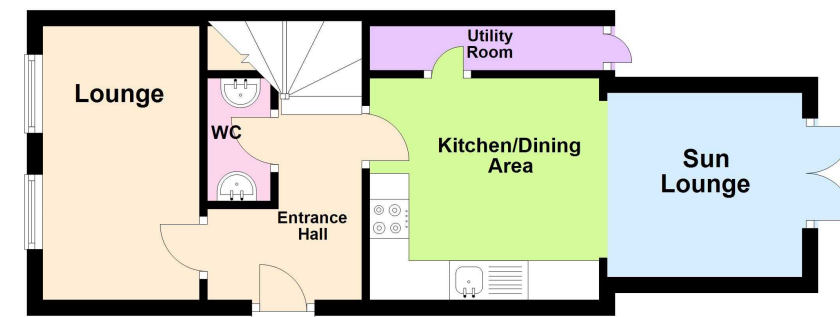 Lounge
WC
Entrance
Hall
Kitchen/Dining
Area
Utility
Room
Sun
Lounge